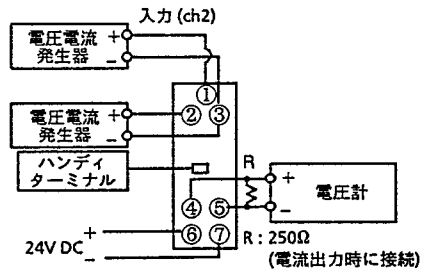 入力 (ch2)
電圧電流 +
発生器 −
①
電圧電流 +
発生器 −
② ③
ハンディ
ターミナル
R
+
電圧計
−
④ ⑤
+
24V DC
−
⑥ ⑦
R : 250Ω
(電流出力時に接続)